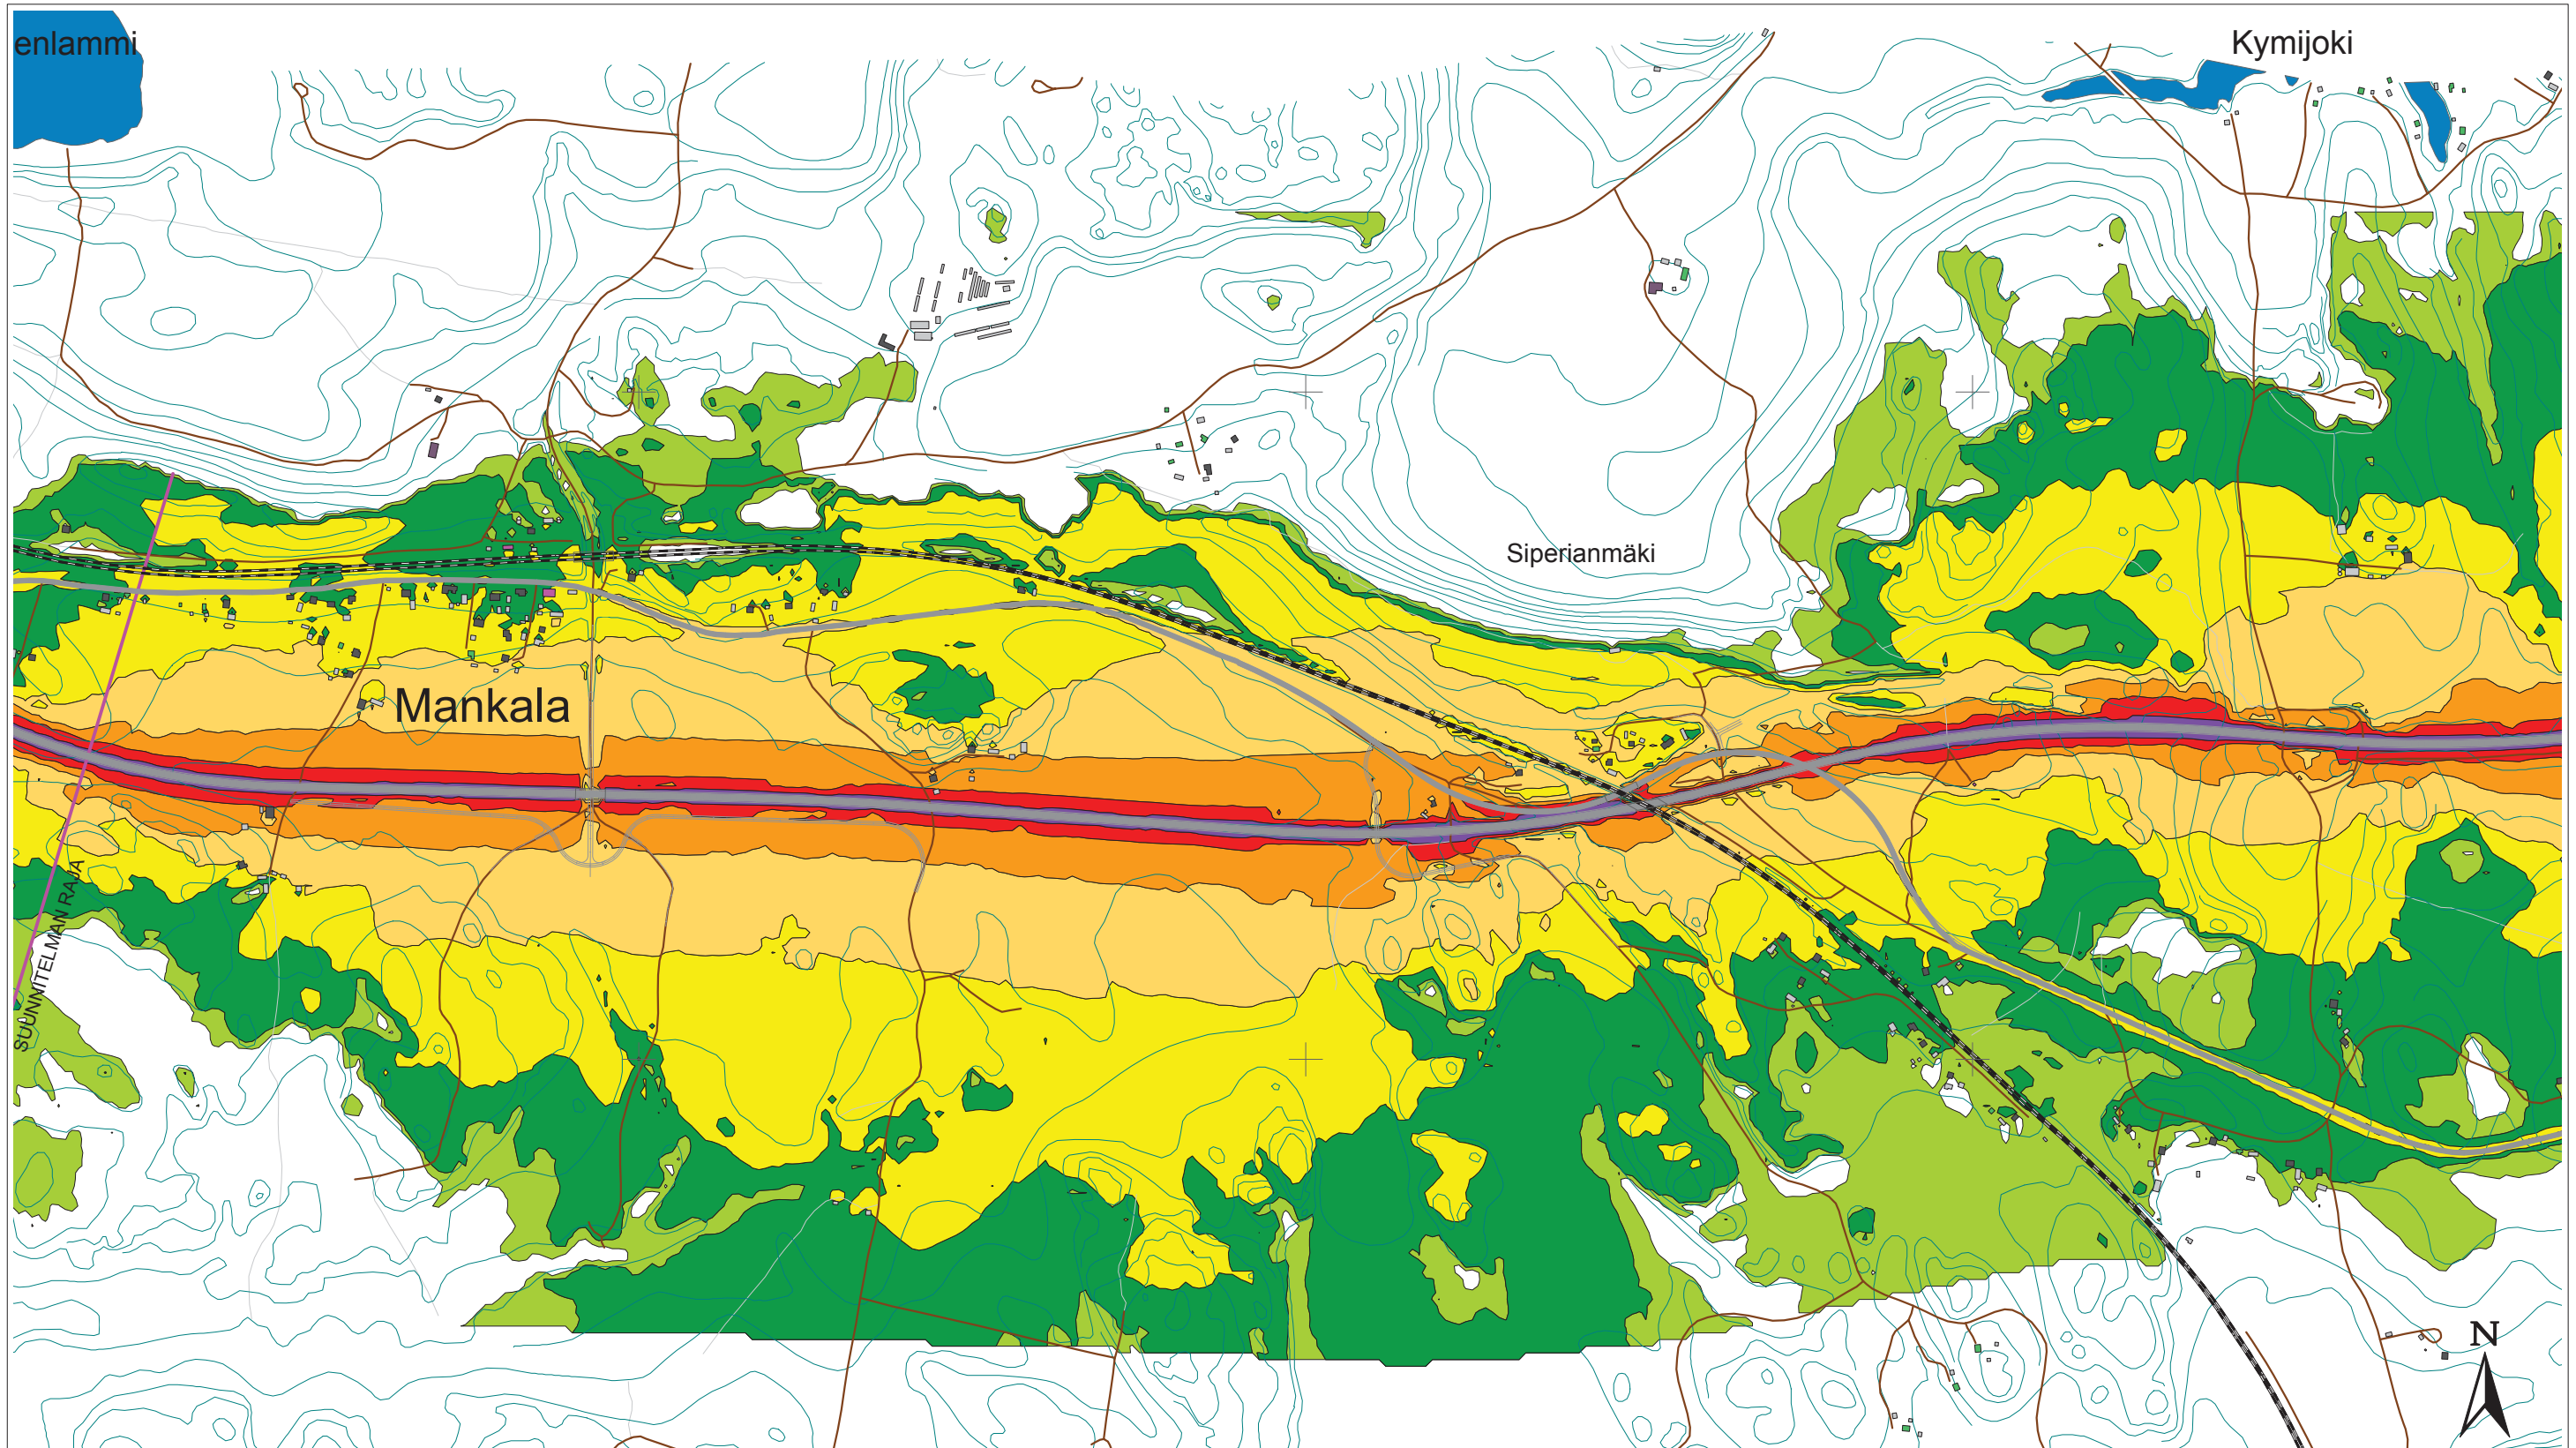 enlammi
Kymijoki
Siperianmäki
Mankala
SUUNNITELMAN RAJA
N